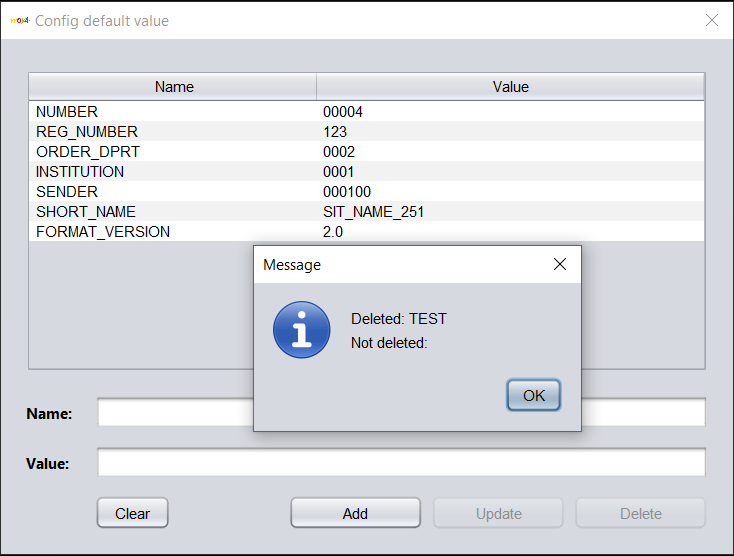 Config default value
Name Value
NUMBER 00004
REG_NUMBER 123
ORDER_DPRT 0002
INSTITUTION 0001
SENDER 000100
SHORT_NAME SIT_NAME_251
FORMAT_VERSION 2.0
Message
Deleted: TEST
Not deleted:
OK
Name:
Value:
Clear Add Update Delete